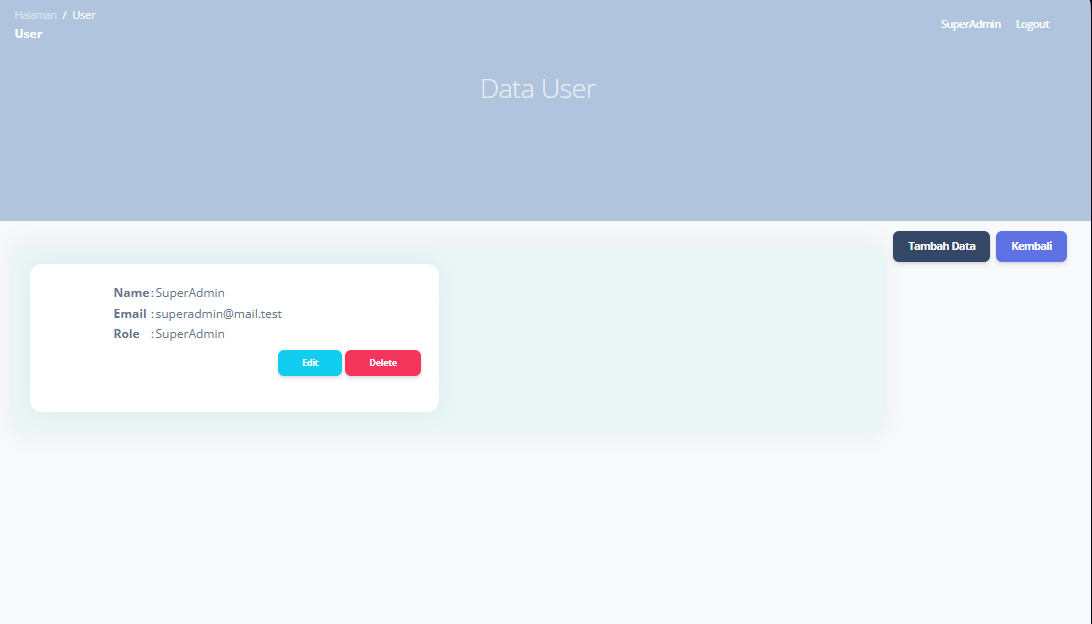 Halaman / User
User
SuperAdmin Logout
Data User
Tambah Data Kembali
Name :SuperAdmin
Email :superadmin@mail.test
Role :SuperAdmin
Edit Delete